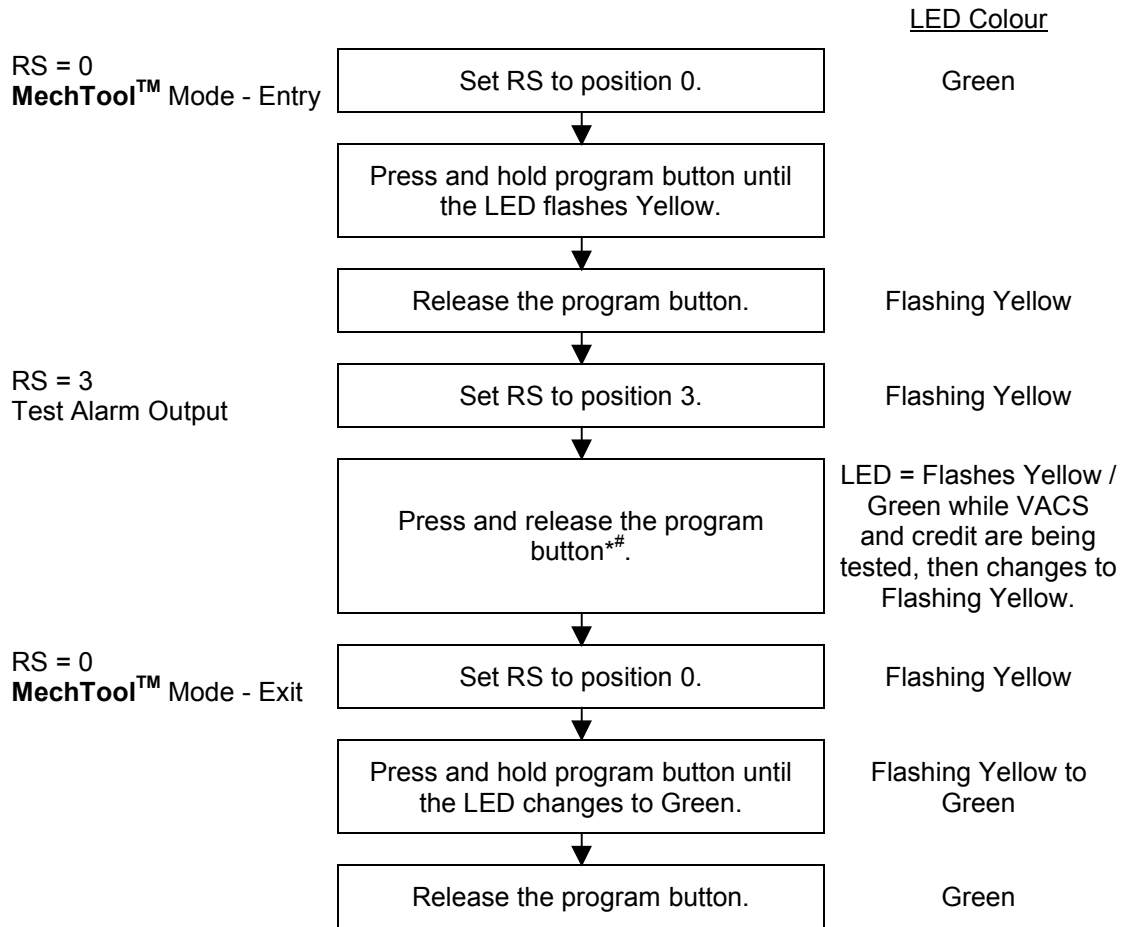 LED Colour
RS = 0
MechTool™ Mode - Entry
Set RS to position 0.
Green
Press and hold program button until
the LED flashes Yellow.
Release the program button.
Flashing Yellow
RS = 3
Test Alarm Output
Set RS to position 3.
Flashing Yellow
Press and release the program
button*#.
LED = Flashes Yellow /
Green while VACS
and credit are being
tested, then changes to
Flashing Yellow.
RS = 0
MechTool™ Mode - Exit
Set RS to position 0.
Flashing Yellow
Press and hold program button until
the LED changes to Green.
Flashing Yellow to
Green
Release the program button.
Green